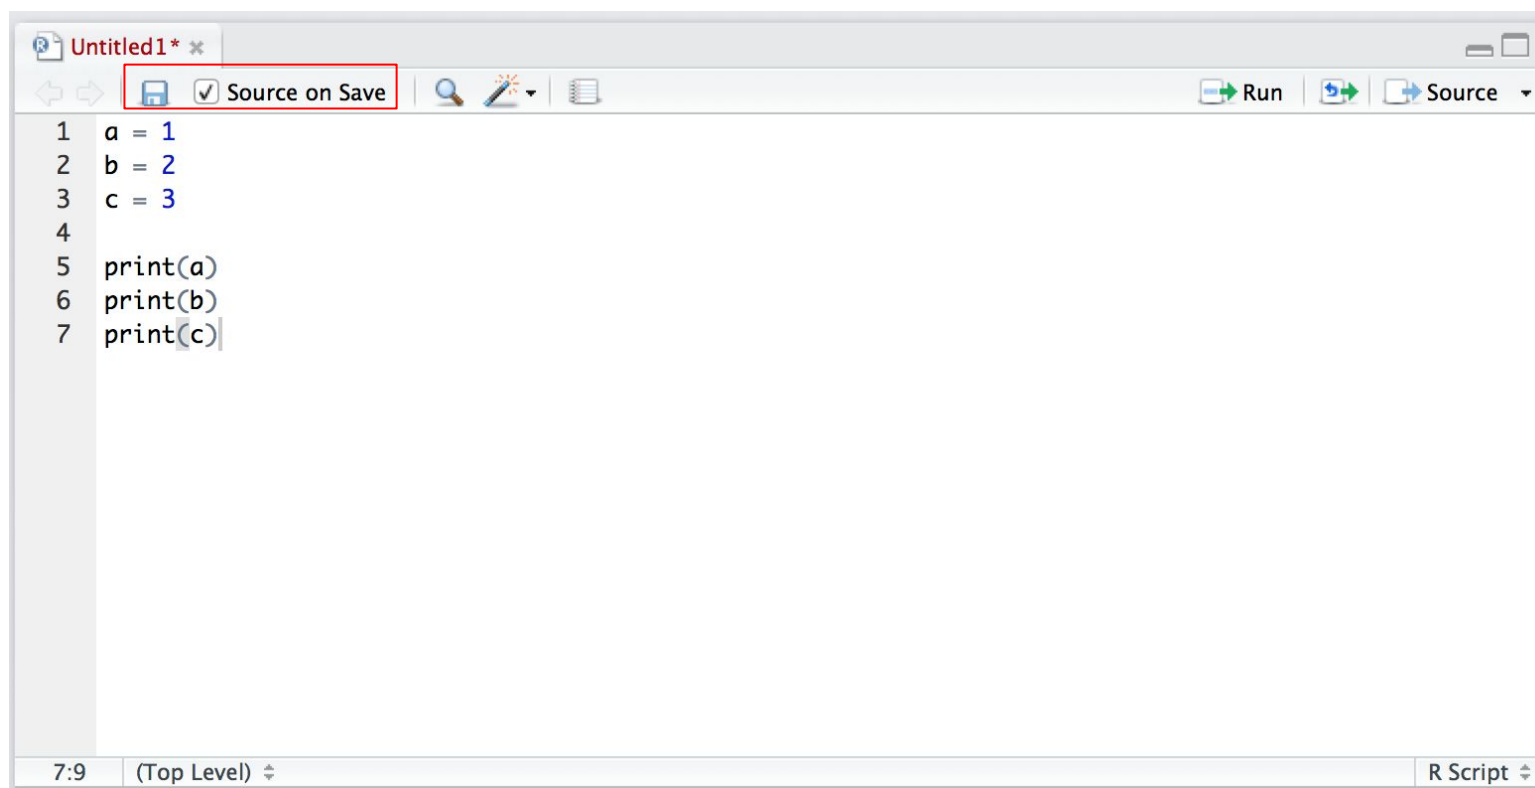 Untitled1*
Source on Save Run Source
1 a = 1
2 b = 2
3 c = 3
4
5 print(a)
6 print(b)
7 print(c)
7:9 (Top Level) R Script